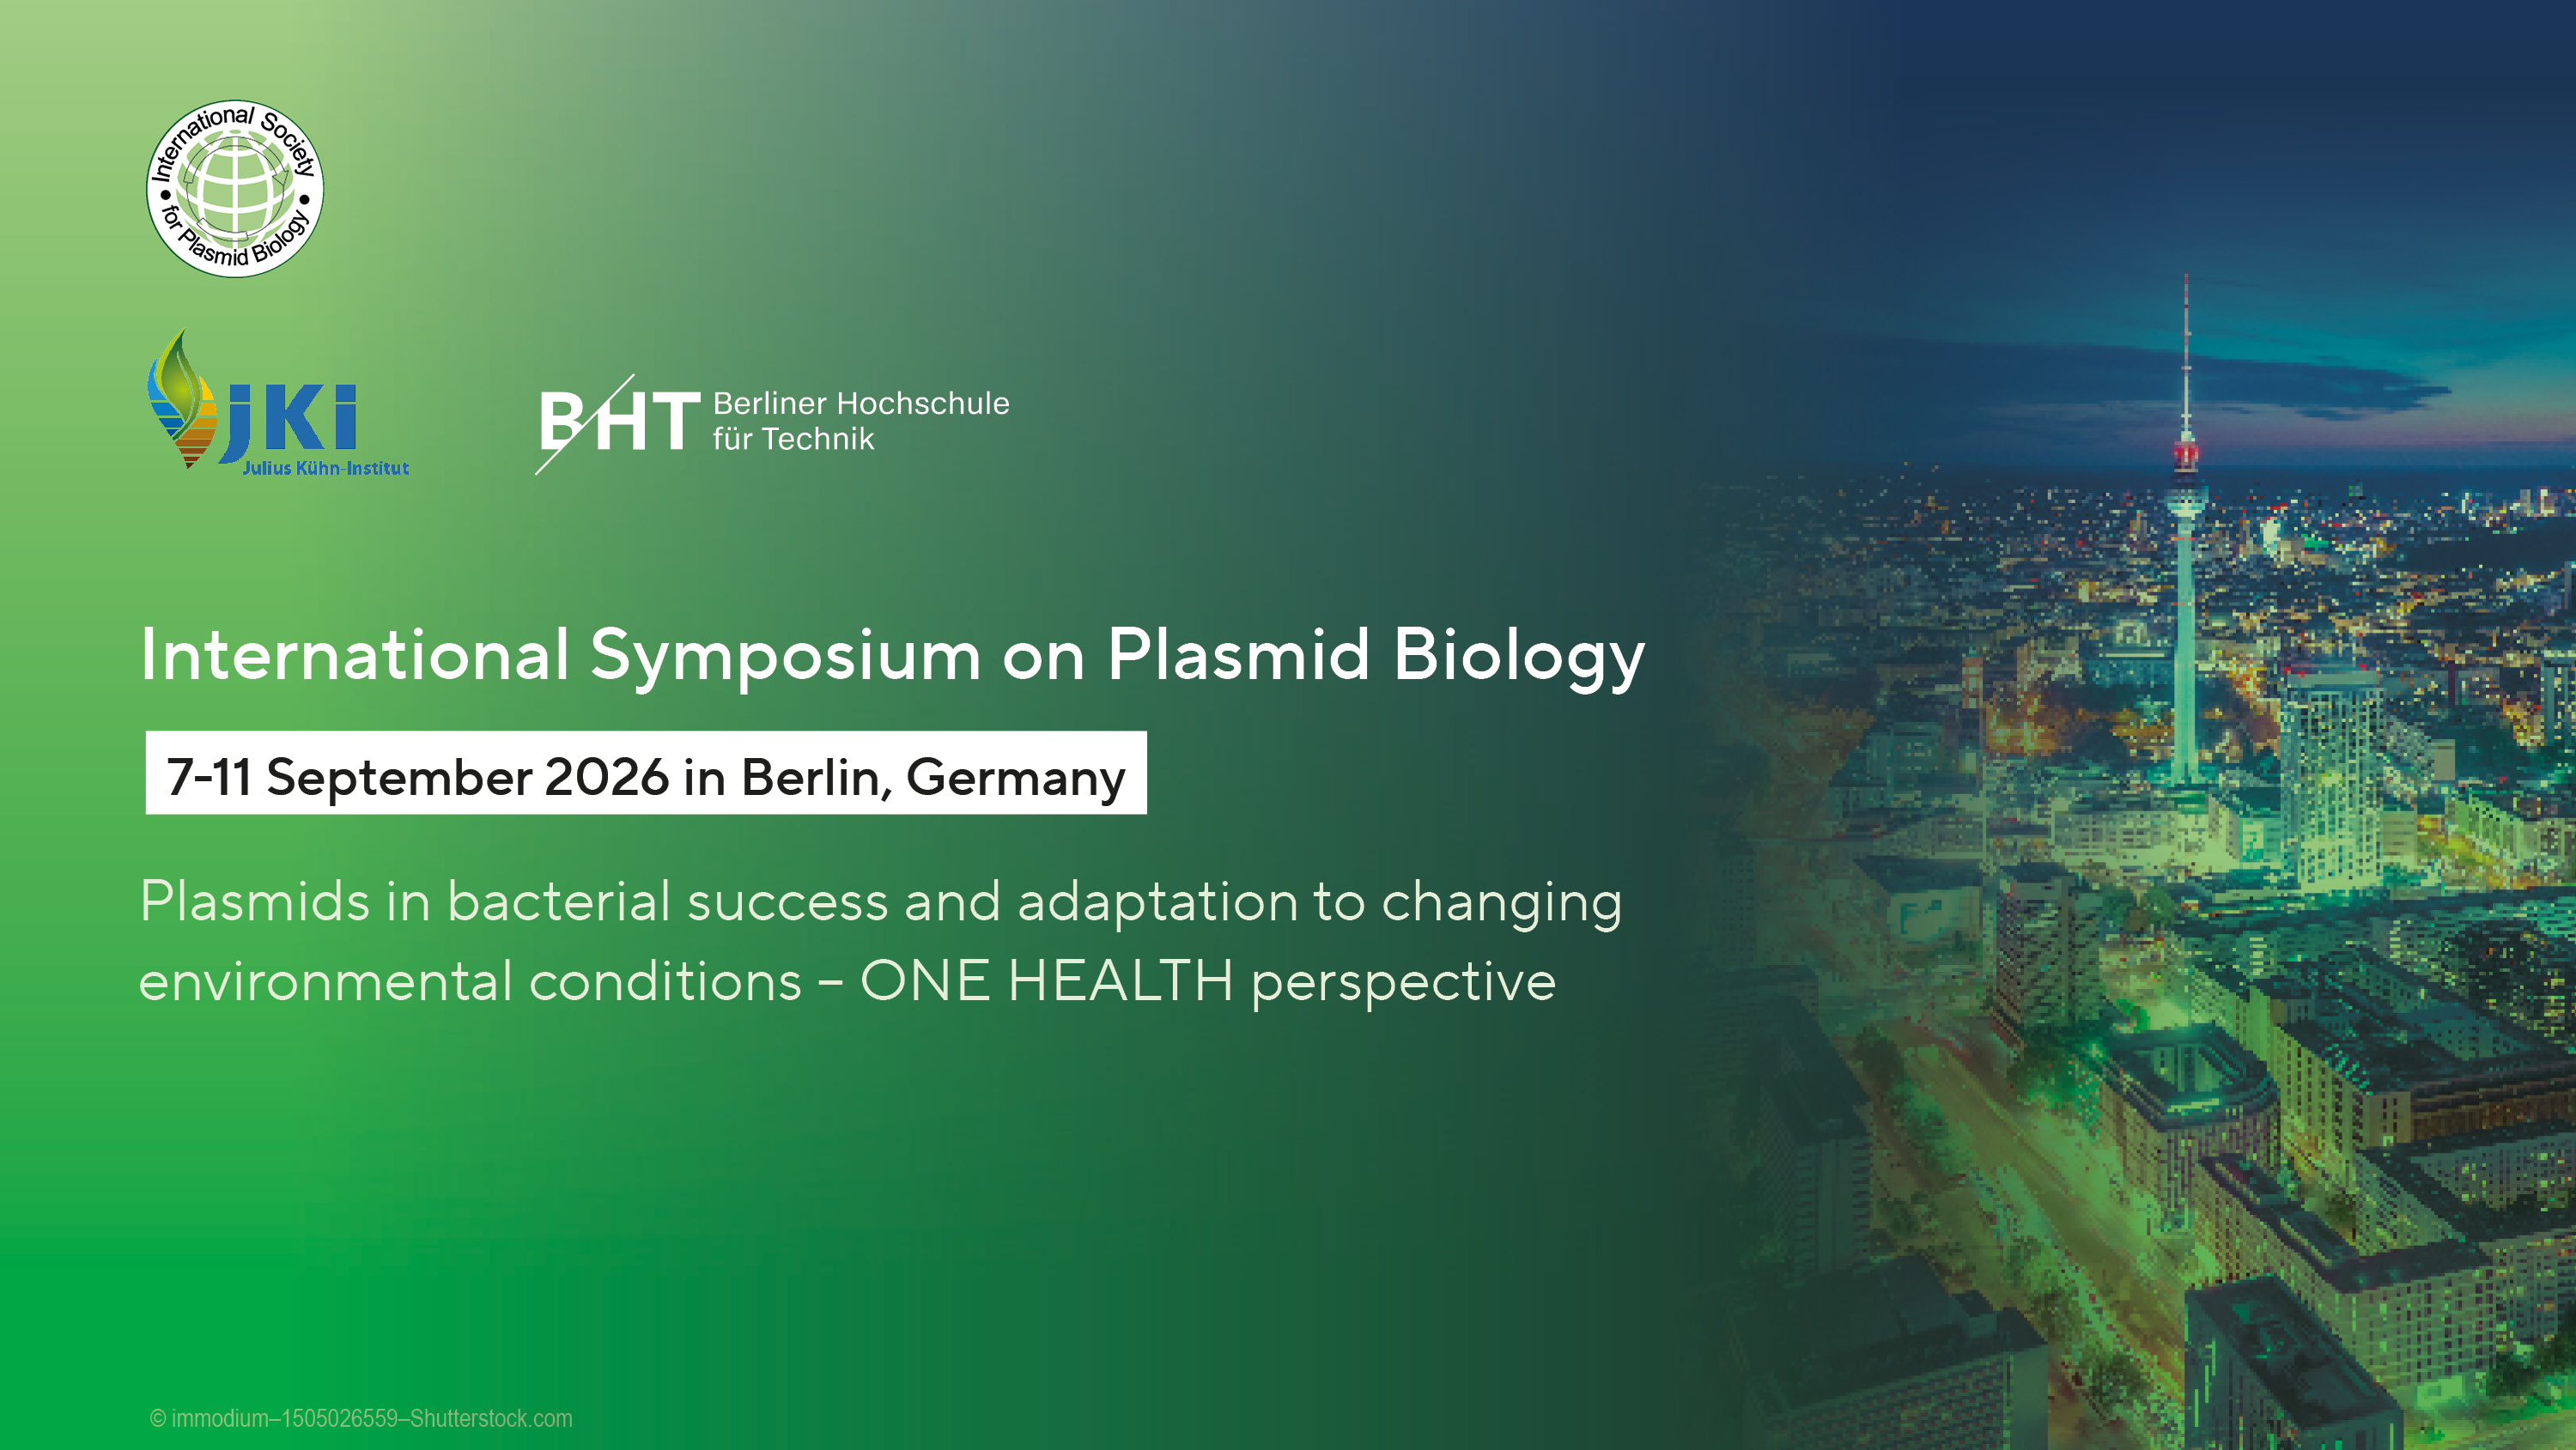 International Society
for Plasmid Biology
JKi
Julius Kühn-Institut
BHT Berliner Hochschule
für Technik
International Symposium on Plasmid Biology
7-11 September 2026 in Berlin, Germany
Plasmids in bacterial success and adaptation to changing
environmental conditions – ONE HEALTH perspective
© immodium–1505026559–Shutterstock.com